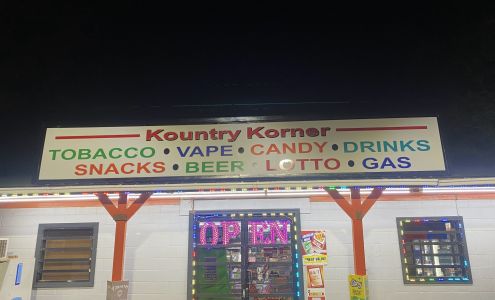 Kountry Korner
TOBACCO • VAPE • CANDY • DRINKS
SNACKS • BEER • LOTTO • GAS
OPEN